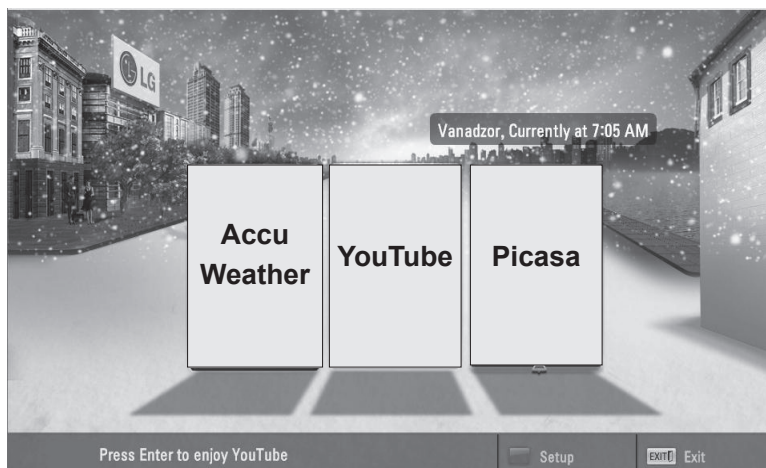 LG
Vanadzor, Currently at 7:05 AM
Accu
Weather
YouTube
Picasa
Press Enter to enjoy YouTube
Setup
EXIT
Exit